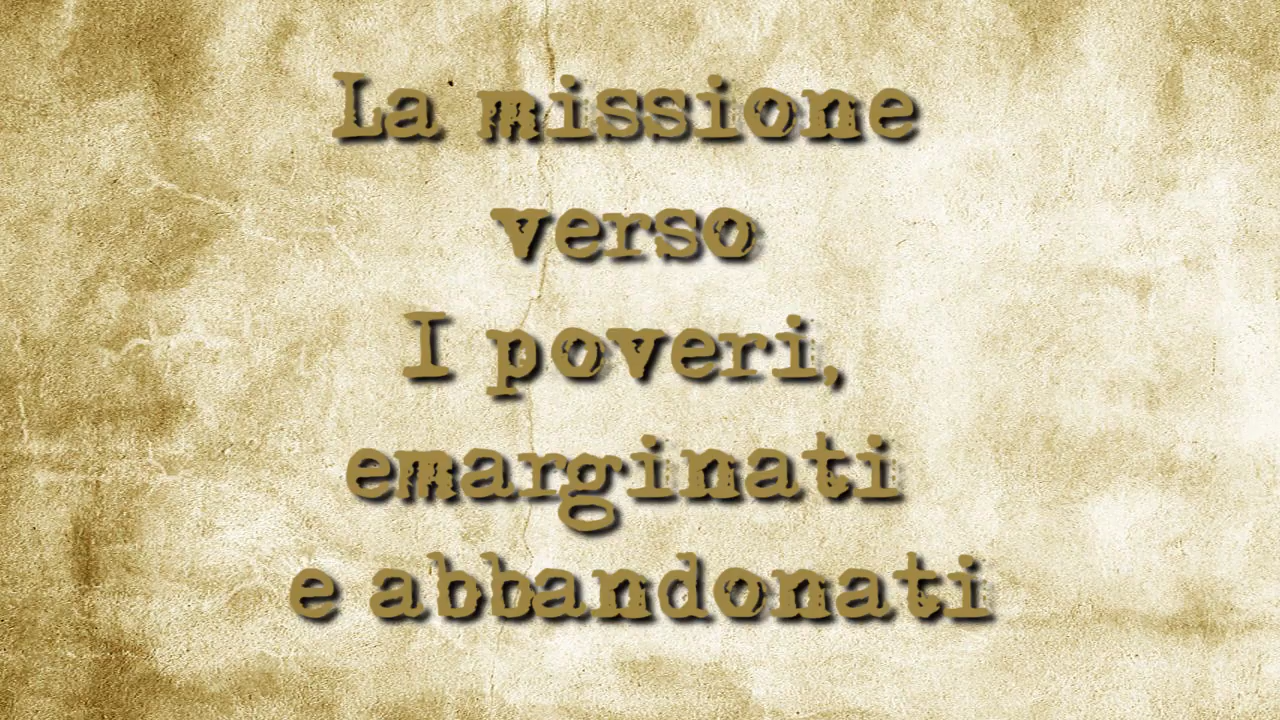 La missione
verso
I poveri,
emarginati
e abbandonati